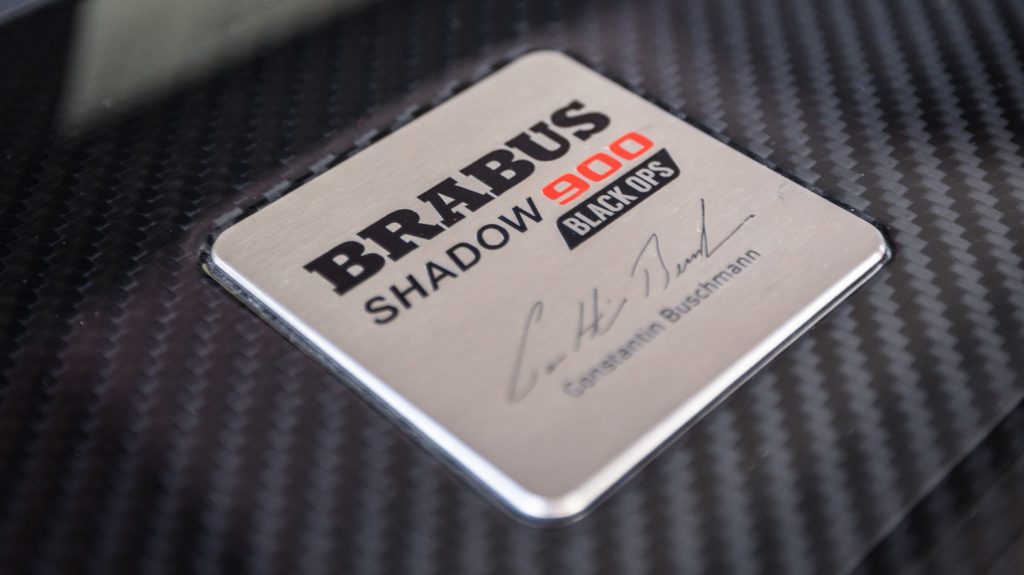 BRABUS
SHADOW 900
BLACK OPS
Constantin Buschmann